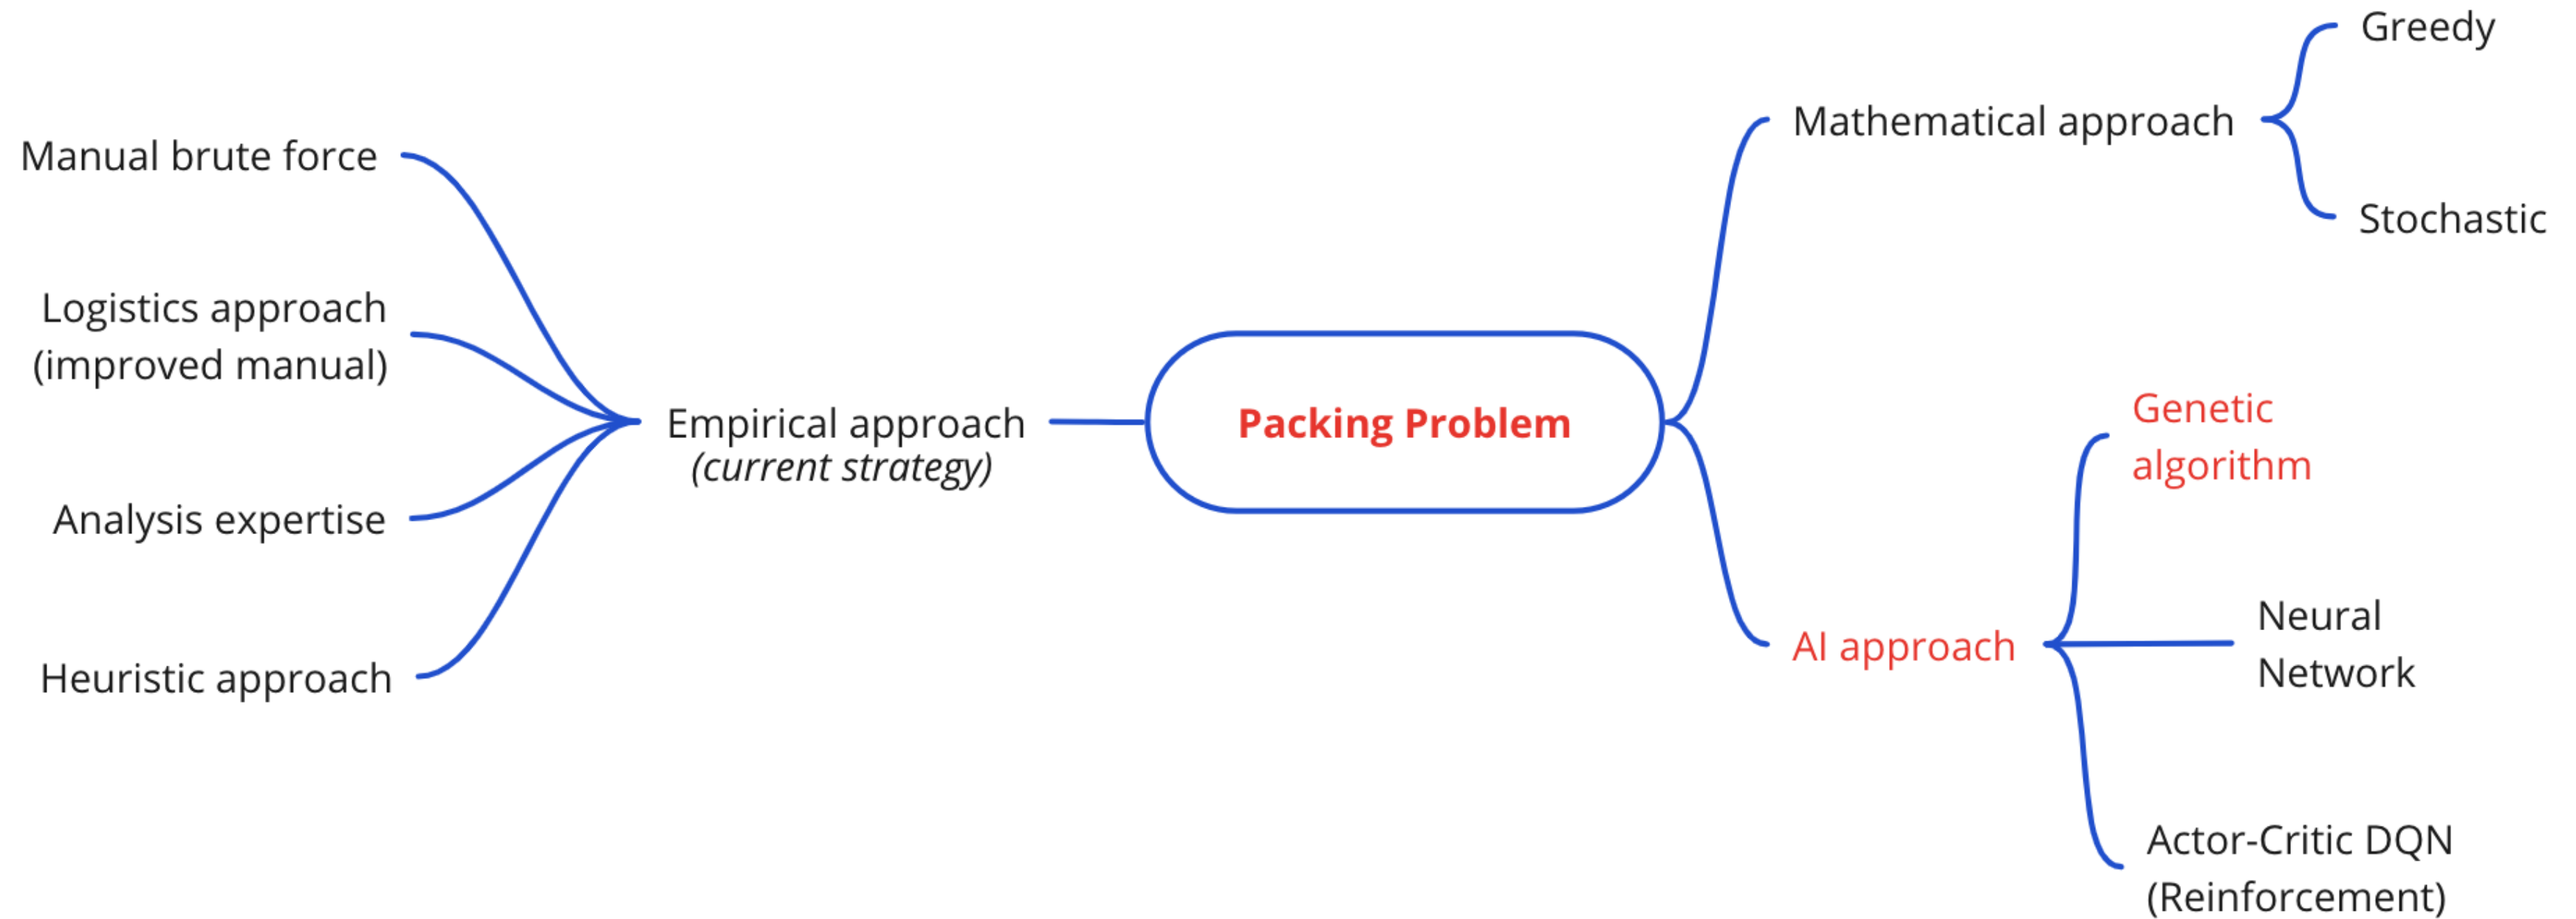 Manual brute force
Logistics approach
(improved manual)
Analysis expertise
Heuristic approach
Empirical approach
(current strategy)
Packing Problem
Mathematical approach
Greedy
Stochastic
AI approach
Genetic
algorithm
Neural
Network
Actor-Critic DQN
(Reinforcement)